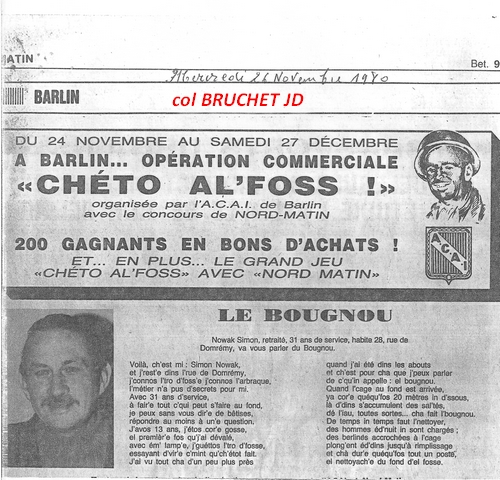 MATIN
Bet. 9
Mercredi 26 Novembre 1980
BARLIN
col BRUCHET JD
DU 24 NOVEMBRE AU SAMEDI 27 DÉCEMBRE
A BARLIN... OPÉRATION COMMERCIALE
«CHÉTO AL'FOSS !»
organisée par l'A.C.A.I. de Barlin
avec le concours de NORD-MATIN
200 GAGNANTS EN BONS D'ACHATS !
ET... EN PLUS... LE GRAND JEU
«CHÉTO AL'FOSS» AVEC «NORD MATIN»
A.C.A.I
LE BOUGNOU
Nowak Simon, retraité, 31 ans de service, habite 28, rue de
Domrémy, va vous parler du Bougnou.
Voilà, c'est mi : Simon Nowak,
et j'rest'e dins l'rue de Domrémy,
j'connos l'tro d'foss'e j'connos l'arbraque,
l'métier n'a pus d'secrets pour mi.
Avec 31 ans d'service,
à fair'e tout c'qui peut s'faire au fond,
je peux sans vous dir'e de bêtises,
répondre au moins à un'e question.
J'avos 13 ans, j'étos cor'e gosse,
el premièr'e fos qu'j'ai dévalé,
avec ém' lamp'e, j'guettos l'tro d'fosse,
essayant d'vir'e c'mint qu'ch'étot fait.
J'ai vu tout cha d'un peu plus près
quand j'ai été dins les abouts
et ch'est pour cha que j'peux parler
de c'qu'in appelle : el bougnou.
Quand l'cage au fond est arrivée,
ya cor'e quéqu'fos 20 mètres in d'ssous,
là d'dins s'accumulent des sal'tés,
dé l'iau, toutes sortes... cha fait l'bougnou.
De temps in temps faut l'nettoyer,
des hommes éd'nuit in sont chargés ;
des berlines accrochées à l'cage
plong'ent éd'dins jusqu'à rimplissage
et chà dur'e quéqu'fos tout un poste,
el nettoyach'e du fond d'el fosse.